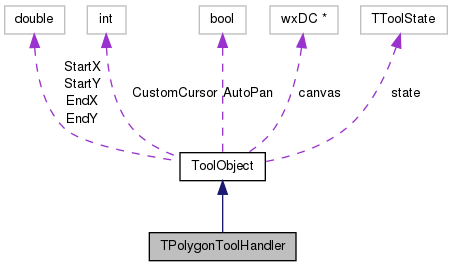 double
int
bool
wxDC *
TToolState
StartX
StartY
EndX
EndY
CustomCursor
AutoPan
canvas
state
ToolObject
TPolygonToolHandler